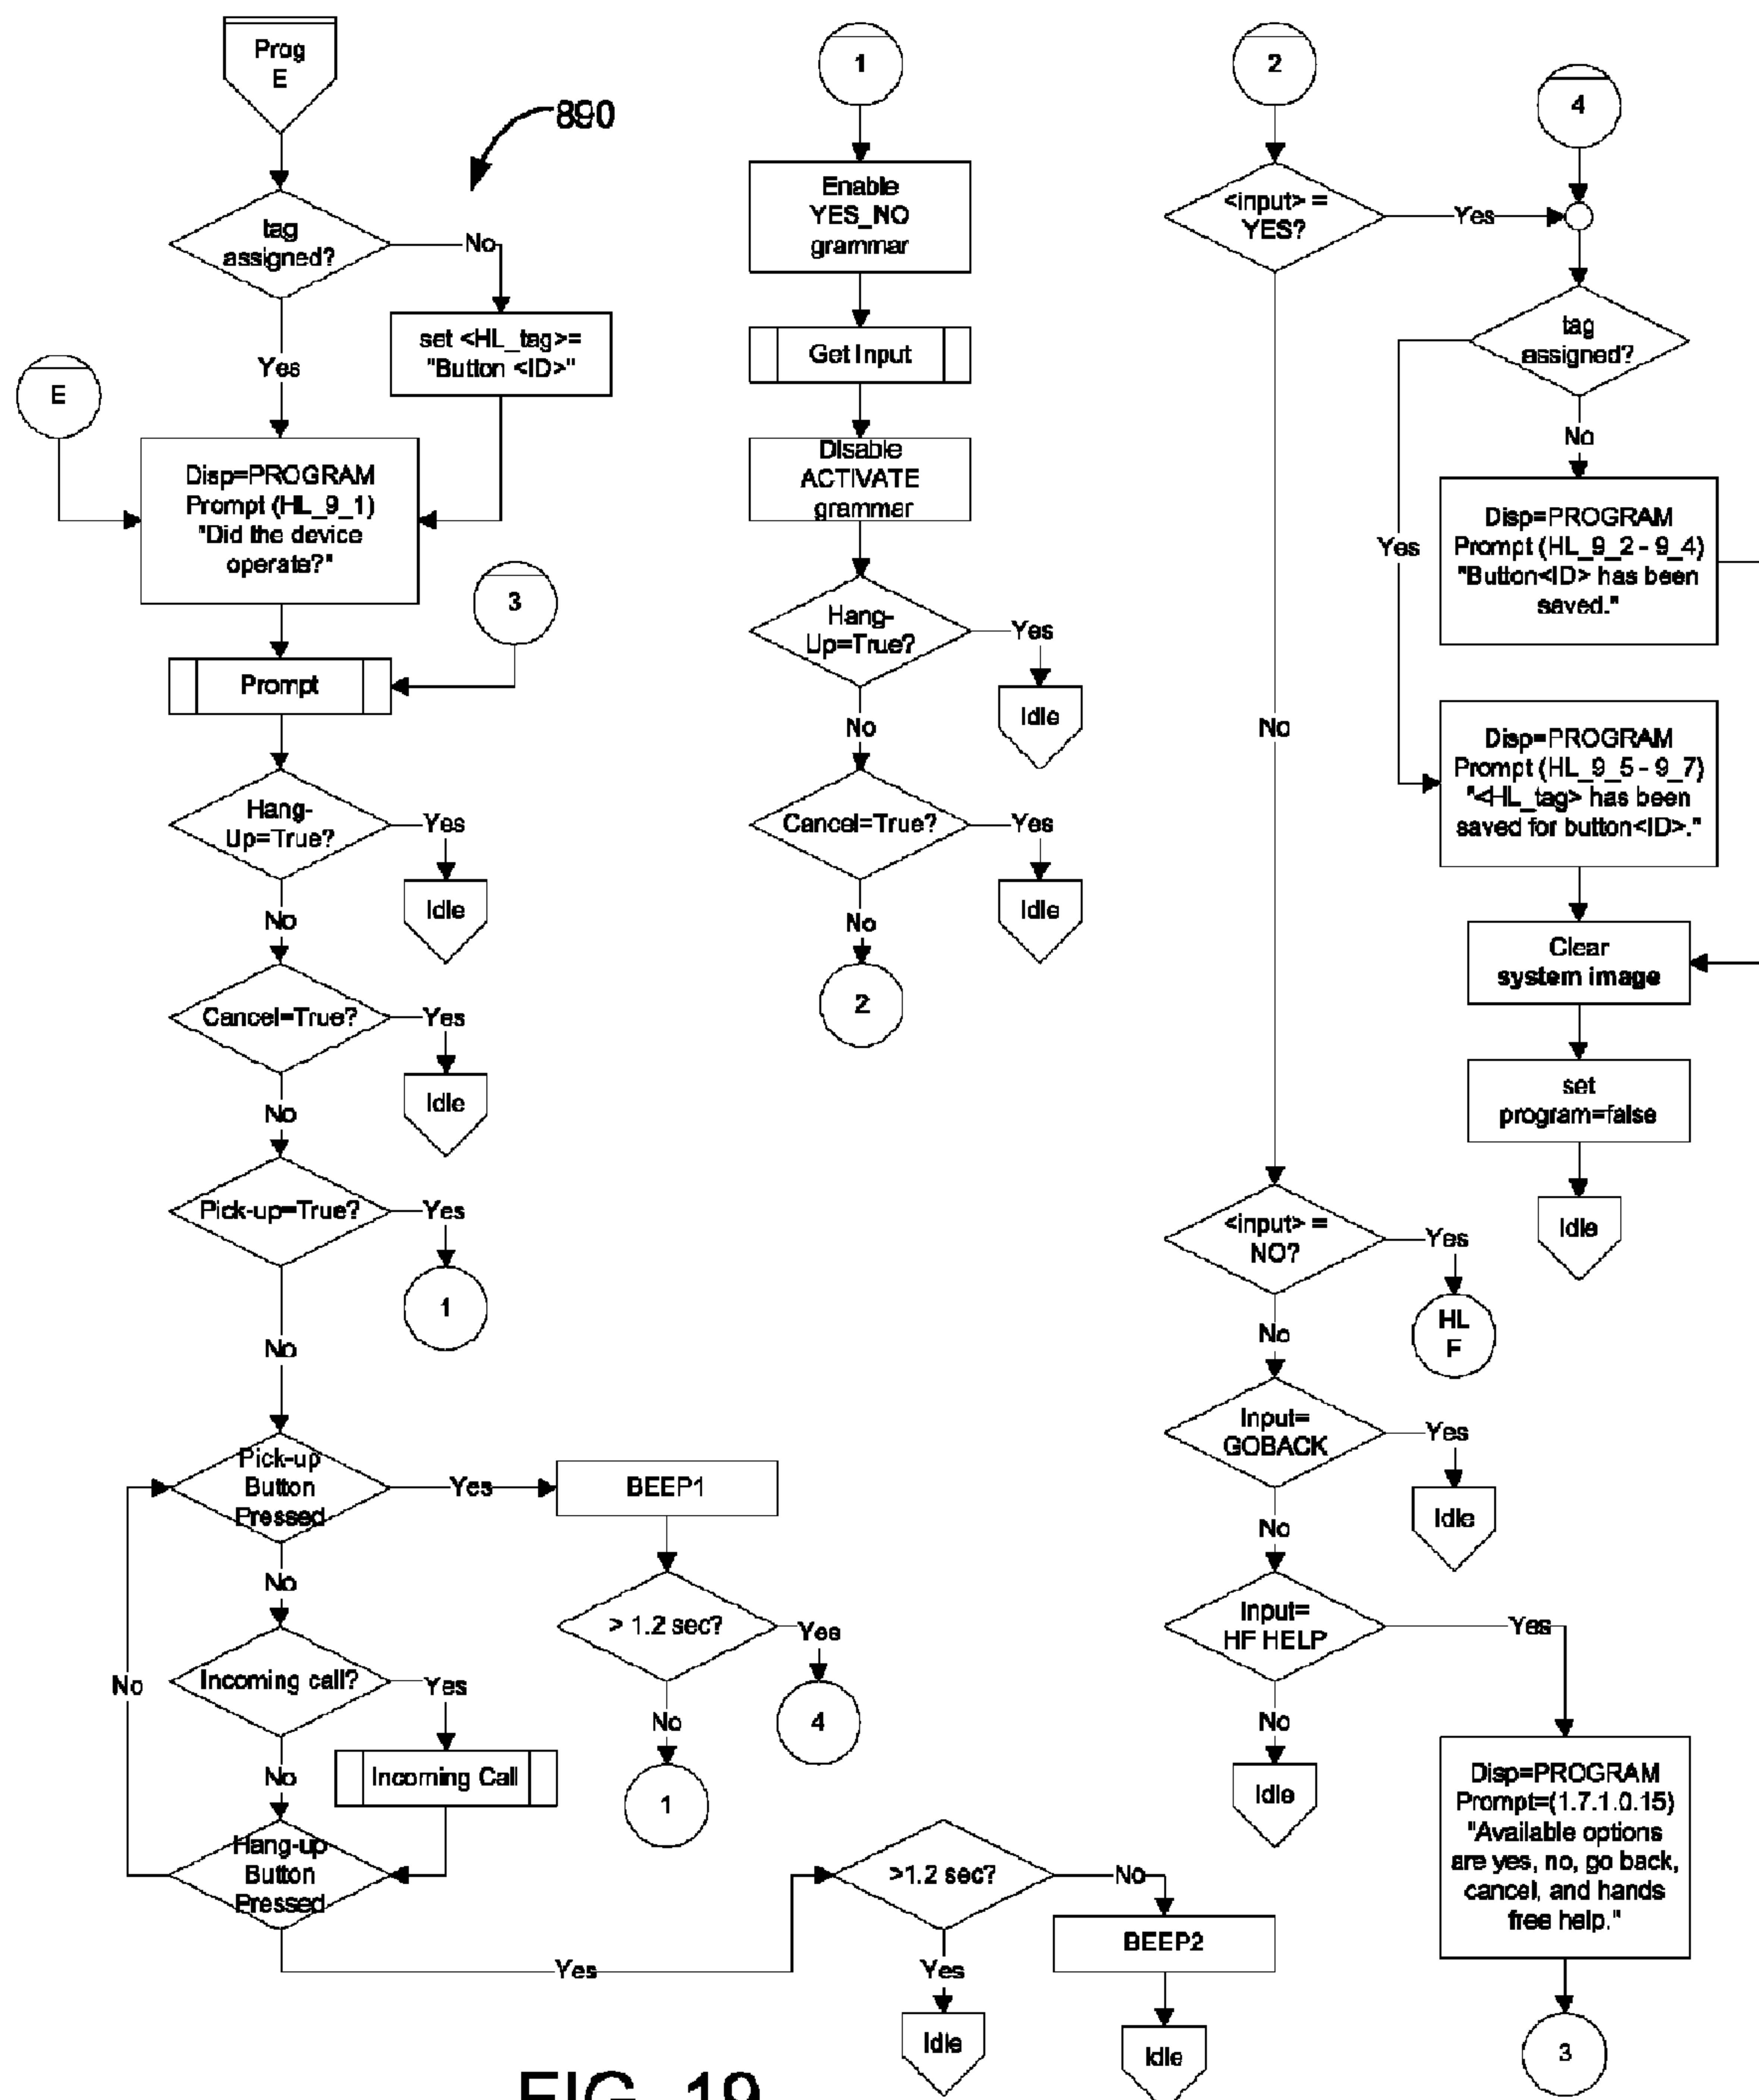 Prog
E
890
tag
assigned?
No
set <HL_tag>=
"Button <ID>"
Yes
E
Disp=PROGRAM
Prompt (HL_9_1)
"Did the device
operate?"
3
Prompt
Hang-
Up=True?
Yes
Idle
No
Cancel=True?
Yes
Idle
No
Pick-up=True?
Yes
1
No
Pick-up
Button
Pressed
Yes
BEEP1
> 1.2 sec?
Yes
4
No
1
No
Incoming call?
Yes
Incoming Call
No
No
Hang-up
Button
Pressed
Yes
>1.2 sec?
No
BEEP2
Idle
Yes
Idle
1
Enable
YES_NO
grammar
Get Input
Disable
ACTIVATE
grammar
Hang-
Up=True?
Yes
Idle
No
Cancel=True?
Yes
Idle
No
2
2
<input> =
YES?
Yes
No
<input> =
NO?
Yes
HL
F
No
Input=
GOBACK
Yes
Idle
No
Input=
HF HELP
Yes
No
Idle
Disp=PROGRAM
Prompt=(1.7.1.0.15)
"Available options
are yes, no, go back,
cancel, and hands
free help."
3
4
tag
assigned?
No
Yes
Disp=PROGRAM
Prompt (HL_9_2 - 9_4)
"Button<ID> has been
saved."
Disp=PROGRAM
Prompt (HL_9_5 - 9_7)
"<HL_tag> has been
saved for button<ID>."
Clear
system image
set
program=false
Idle
FIG. 19